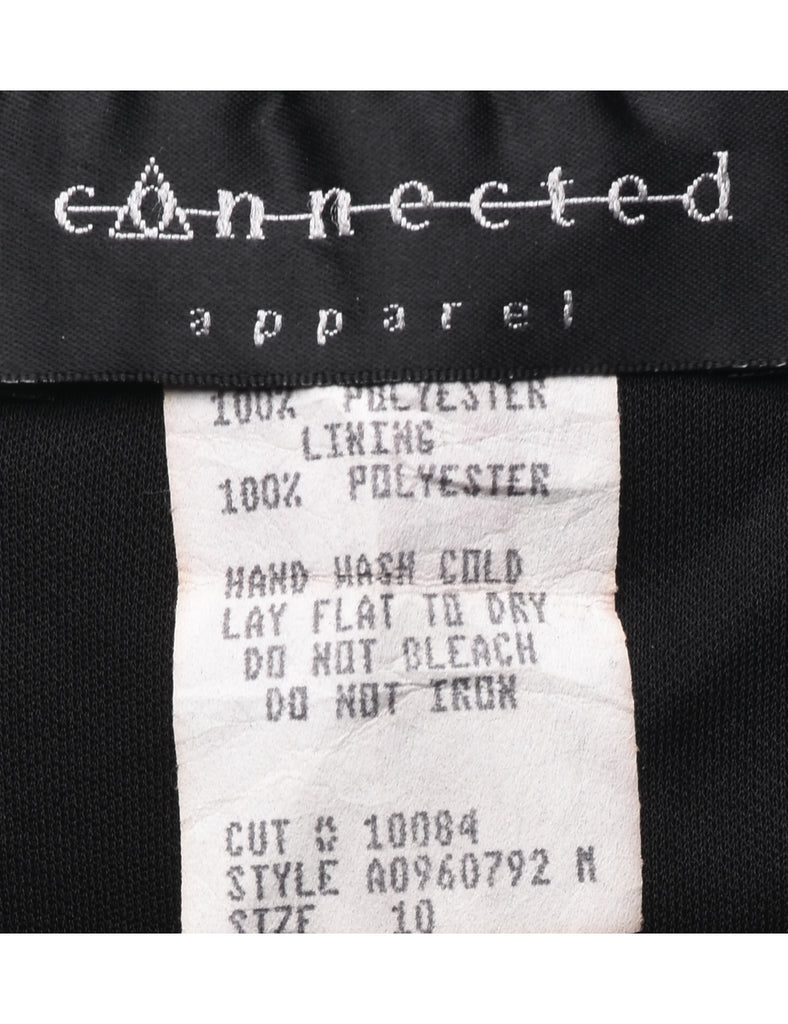 connected
apparel
100% POLYESTER
LINING
100% POLYESTER
HAND WASH COLD
LAY FLAT TO DRY
DO NOT BLEACH
DO NOT IRON
CUT # 10084
STYLE A0960792 M
SIZE 10